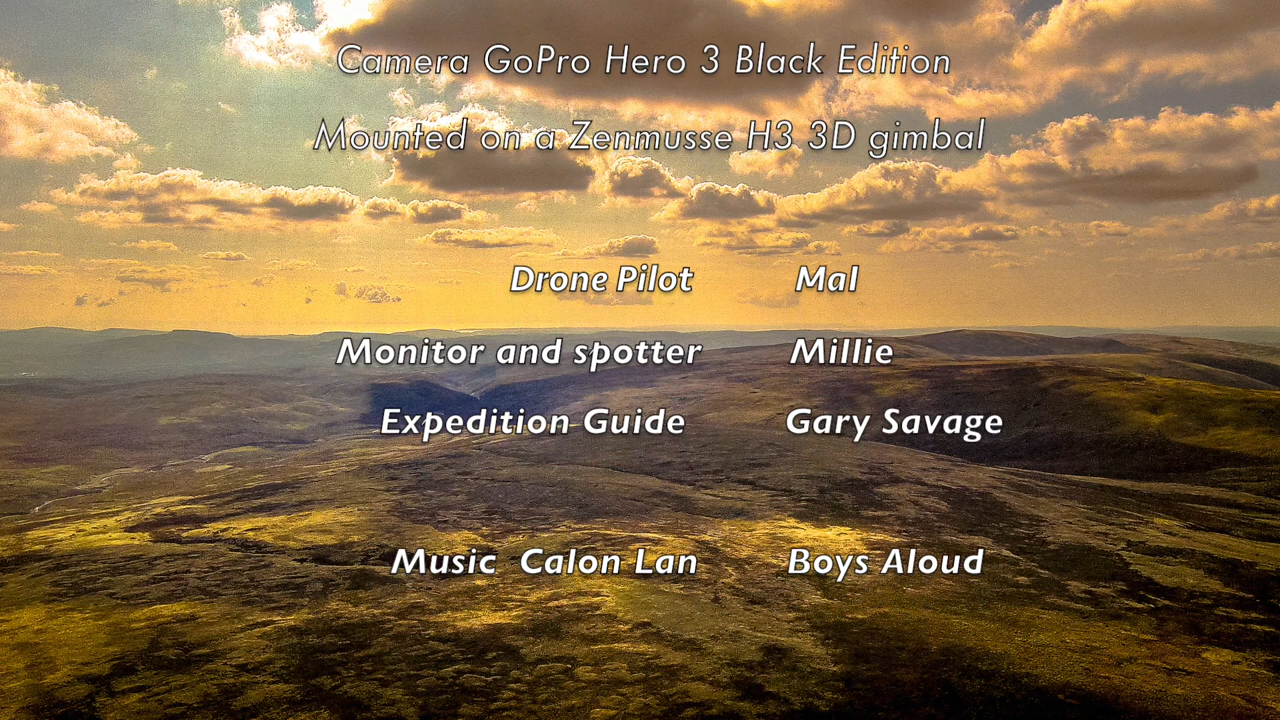 Camera GoPro Hero 3 Black Edition
Mounted on a Zenmusse H3 3D gimbal
Drone Pilot Mal
Monitor and spotter Millie
Expedition Guide Gary Savage
Music Calon Lan Boys Aloud